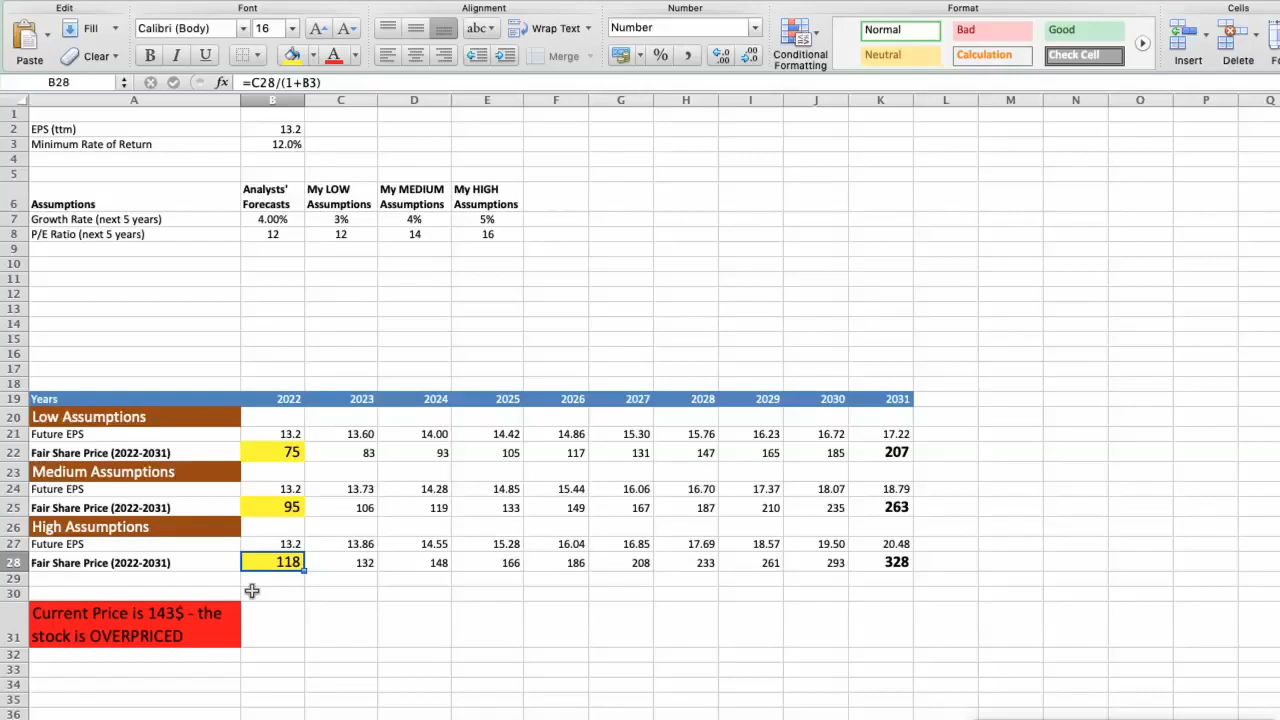 Edit Font Alignment Number Format Cells
Fill Calibri (Body) 16 A A abc Wrap Text Number Normal Bad Good
Paste Clear B I U A Merge % , .0 .00 Conditional Formatting Neutral Calculation Check Cell Insert Delete
B28 fx =C28/(1+B3)
A B C D E F G H I J K L M N O P Q
1
2 EPS (ttm) 13.2
3 Minimum Rate of Return 12.0%
4
5
6 Assumptions Analysts' Forecasts My LOW Assumptions My MEDIUM Assumptions My HIGH Assumptions
7 Growth Rate (next 5 years) 4.00% 3% 4% 5%
8 P/E Ratio (next 5 years) 12 12 14 16
9
10
11
12
13
14
15
16
17
18
19 Years 2022 2023 2024 2025 2026 2027 2028 2029 2030 2031
20 Low Assumptions
21 Future EPS 13.2 13.60 14.00 14.42 14.86 15.30 15.76 16.23 16.72 17.22
22 Fair Share Price (2022-2031) 75 83 93 105 117 131 147 165 185 207
23 Medium Assumptions
24 Future EPS 13.2 13.73 14.28 14.85 15.44 16.06 16.70 17.37 18.07 18.79
25 Fair Share Price (2022-2031) 95 106 119 133 149 167 187 210 235 263
26 High Assumptions
27 Future EPS 13.2 13.86 14.55 15.28 16.04 16.85 17.69 18.57 19.50 20.48
28 Fair Share Price (2022-2031) 118 132 148 166 186 208 233 261 293 328
29
30
31 Current Price is 143$ - the
stock is OVERPRICED
32
33
34
35
36